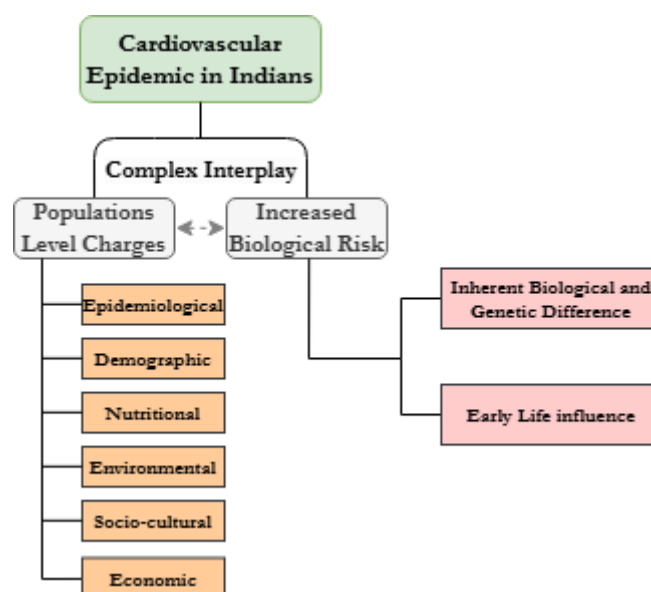 Cardiovascular
Epidemic in Indians
Complex Interplay
Populations
Level Charges
Increased
Biological Risk
Epidemiological
Demographic
Nutritional
Environmental
Socio-cultural
Economic
Inherent Biological and
Genetic Difference
Early Life influence